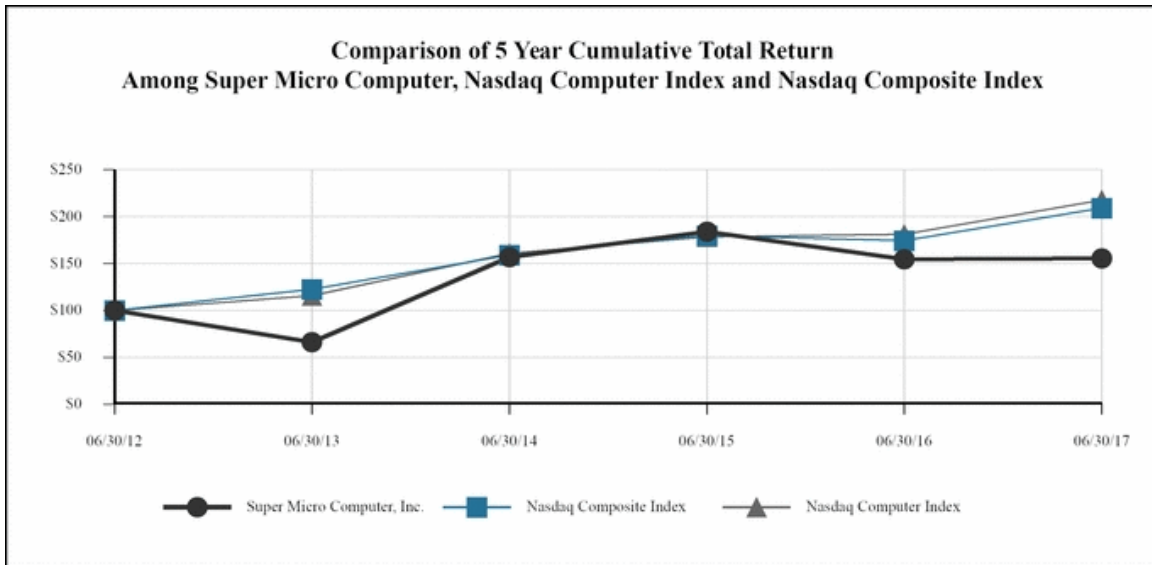 Comparison of 5 Year Cumulative Total Return
Among Super Micro Computer, Nasdaq Computer Index and Nasdaq Composite Index
$250
$200
$150
$100
$50
$0
06/30/12 06/30/13 06/30/14 06/30/15 06/30/16 06/30/17
Super Micro Computer, Inc. Nasdaq Composite Index Nasdaq Computer Index